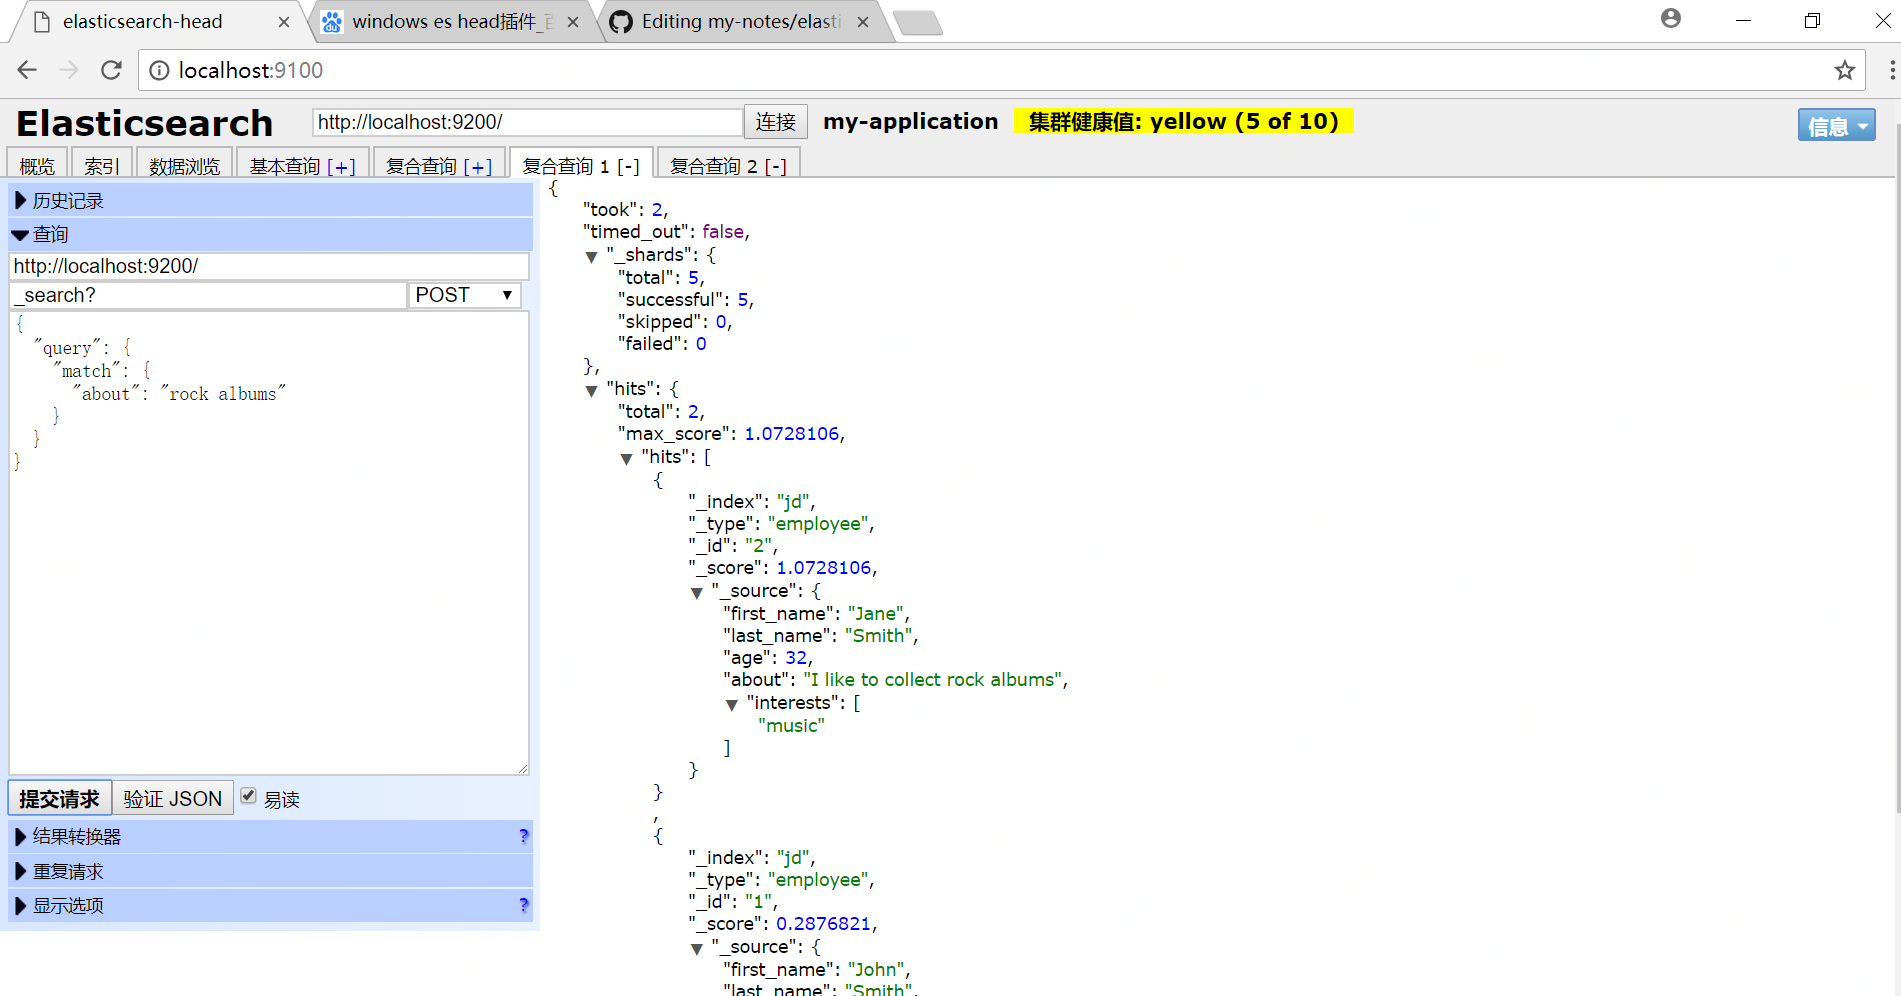 elasticsearch-head
windows es head插件_百
Editing my-notes/elasti
localhost:9100
Elasticsearch
http://localhost:9200/
连接
my-application
集群健康值: yellow (5 of 10)
信息
概览
索引
数据浏览
基本查询 [+]
复合查询 [+]
复合查询 1 [-]
复合查询 2 [-]
历史记录
查询
http://localhost:9200/
_search?
POST
{
"query": {
"match": {
"about": "rock albums"
}
}
}
提交请求
验证 JSON
易读
结果转换器 ?
重复请求
显示选项 ?
{
"took": 2,
"timed_out": false,
"_shards": {
"total": 5,
"successful": 5,
"skipped": 0,
"failed": 0
},
"hits": {
"total": 2,
"max_score": 1.0728106,
"hits": [
{
"_index": "jd",
"_type": "employee",
"_id": "2",
"_score": 1.0728106,
"_source": {
"first_name": "Jane",
"last_name": "Smith",
"age": 32,
"about": "I like to collect rock albums",
"interests": [
"music"
]
}
}
,
{
"_index": "jd",
"_type": "employee",
"_id": "1",
"_score": 0.2876821,
"_source": {
"first_name": "John",
"last_name": "Smith",